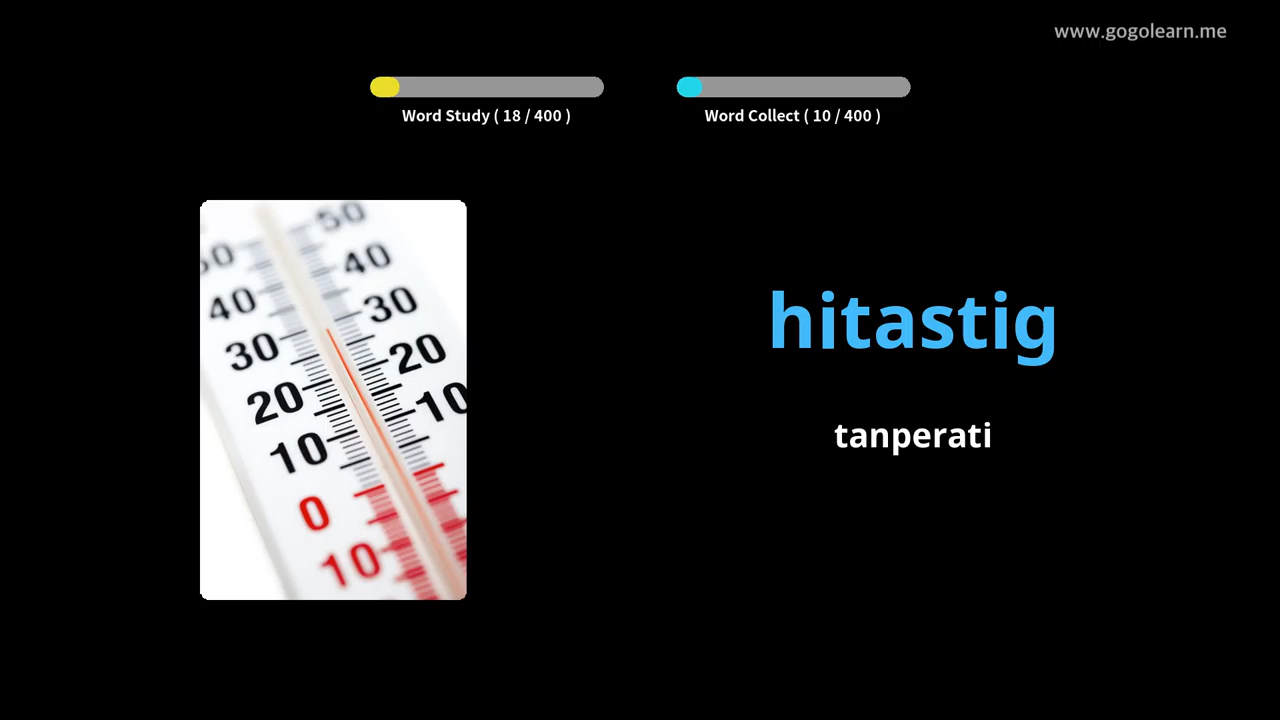 www.gogolearn.me
Word Study ( 18 / 400 )
Word Collect ( 10 / 400 )
hitastig
tanperati
50
50
40
40
30
30
20
20
10
10
0
10